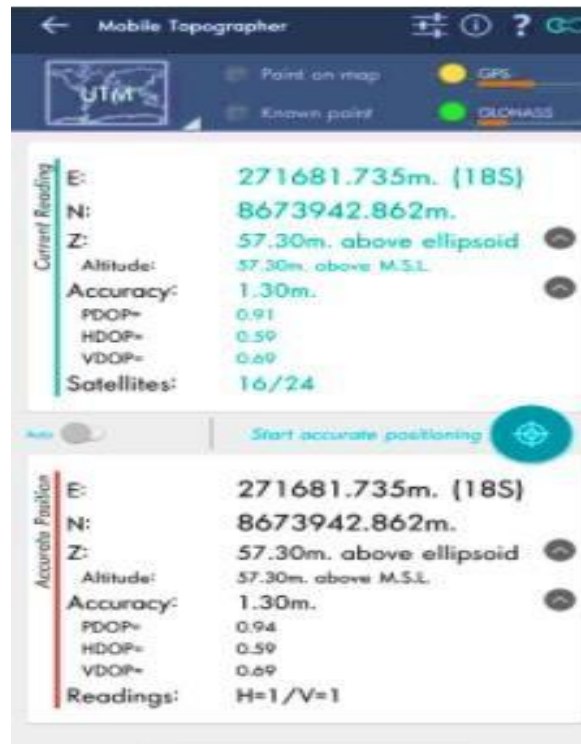 Mobile Topographer ?
UTM
Point on map GPS
Known point GLONASS
Current Reading
E: 271681.735m. (18S)
N: 8673942.862m.
Z: 57.30m. above ellipsoid
Altitude: 57.30m. above M.S.L.
Accuracy: 1.30m.
PDOP= 0.91
HDOP= 0.59
VDOP= 0.69
Satellites: 16/24
Auto Start accurate positioning
Accurate Position
E: 271681.735m. (18S)
N: 8673942.862m.
Z: 57.30m. above ellipsoid
Altitude: 57.30m. above M.S.L.
Accuracy: 1.30m.
PDOP= 0.94
HDOP= 0.59
VDOP= 0.69
Readings: H=1/V=1